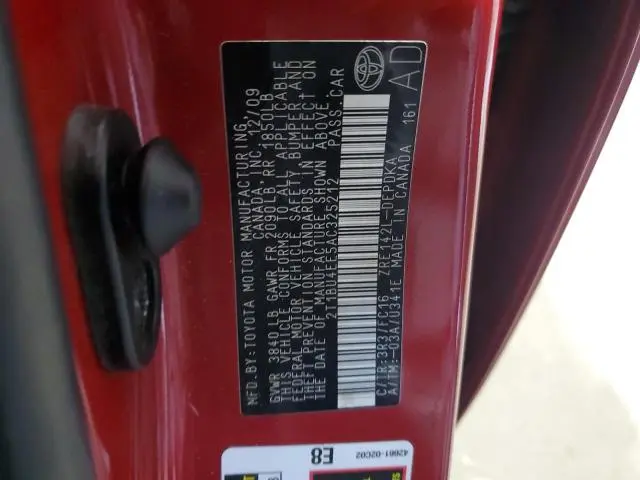 MFD.BY:TOYOTA MOTOR MANUFACTURING,
CANADA, INC. 12/09
GVWR 3840LB GAWR FR 2090LB RR 1850LB
THIS VEHICLE CONFORMS TO ALL APPLICABLE
FEDERAL MOTOR VEHICLE SAFETY, BUMPER AND
THEFT PREVENTION STANDARDS IN EFFECT ON
THE DATE OF MANUFACTURE SHOWN ABOVE.
2T1BU4EE5AC325212 PASS.CAR
C/TR:3R3/FC16 ZRE142L-DEPDKA
A/TM:-03A/U341E MADE IN CANADA 161
AD
E8
42661-02C02